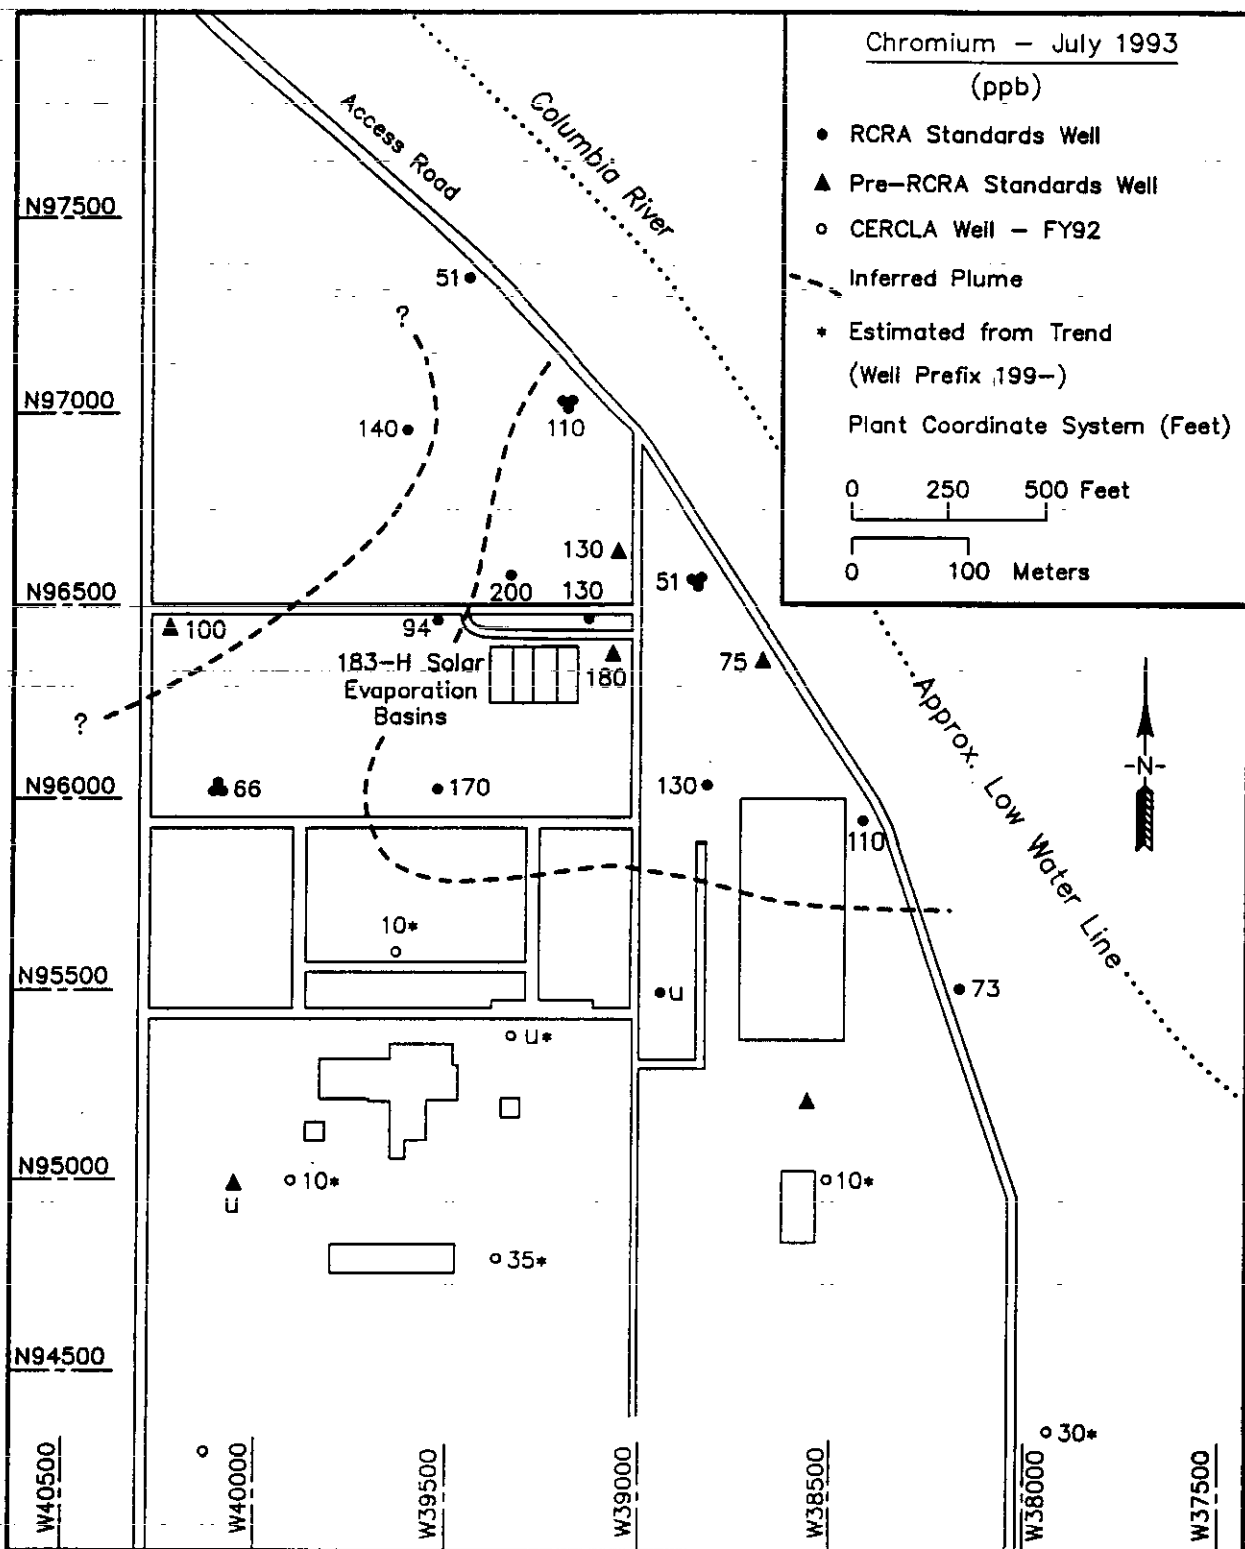 Chromium - July 1993
(ppb)
RCRA Standards Well
Pre-RCRA Standards Well
CERCLA Well - FY92
Inferred Plume
* Estimated from Trend
(Well Prefix 199-)
Plant Coordinate System (Feet)
0 250 500 Feet
0 100 Meters
Access Road
Columbia River
N97500
51
?
N97000
140
110
130
51
N96500
200 130
100
94
183-H Solar
Evaporation
Basins
180
75
Approx. Low Water Line
?
-N-
N96000
66
170
130
110
10*
N95500
u
73
U*
N95000
u
10*
10*
35*
N94500
30*
W40500
W40000
W39500
W39000
W38500
W38000
W37500